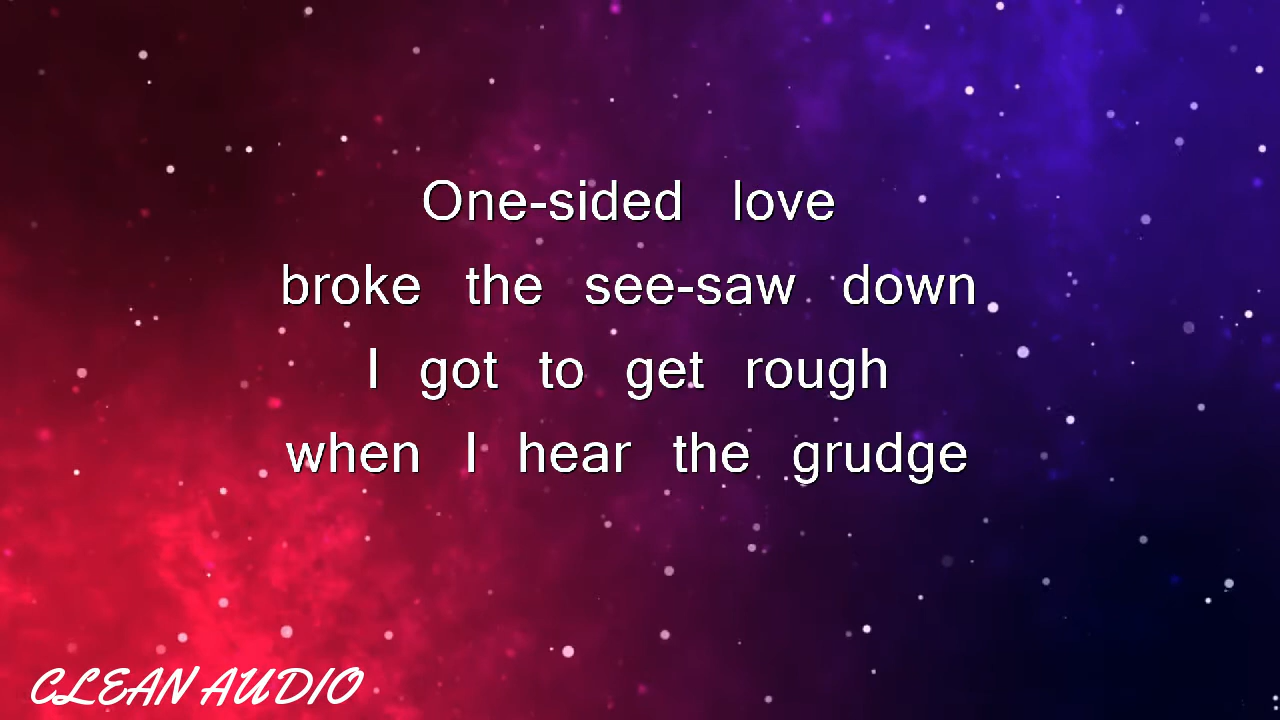 One-sided love
broke the see-saw down
I got to get rough
when I hear the grudge
CLEAN AUDIO